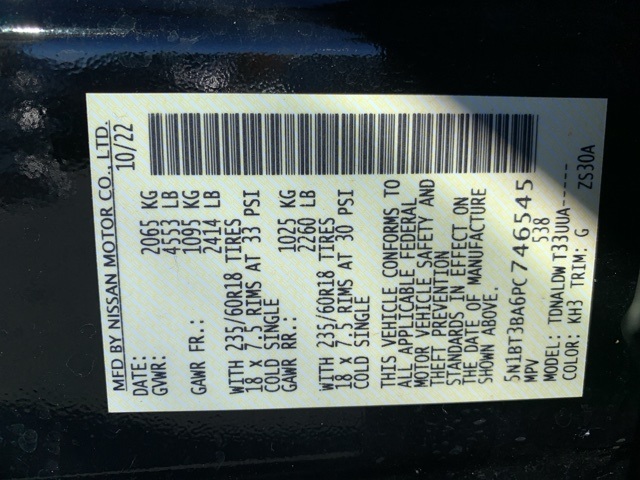 MFD BY NISSAN MOTOR CO., LTD.
DATE: 10/22
GVWR: 2065 KG
4553 LB
GAWR FR.: 1095 KG
2414 LB
WITH 235/60R18 TIRES
18 x 7.5 RIMS AT 33 PSI
COLD SINGLE
GAWR RR.: 1025 KG
2260 LB
WITH 235/60R18 TIRES
18 x 7.5 RIMS AT 30 PSI
COLD SINGLE
THIS VEHICLE CONFORMS TO
ALL APPLICABLE FEDERAL
MOTOR VEHICLE SAFETY AND
THEFT PREVENTION
STANDARDS IN EFFECT ON
THE DATE OF MANUFACTURE
SHOWN ABOVE.
5N1BT3BA6PC746545
MPV 538
MODEL: TDNALDW T33UUA-----
COLOR: KH3 TRIM: G ZS30A